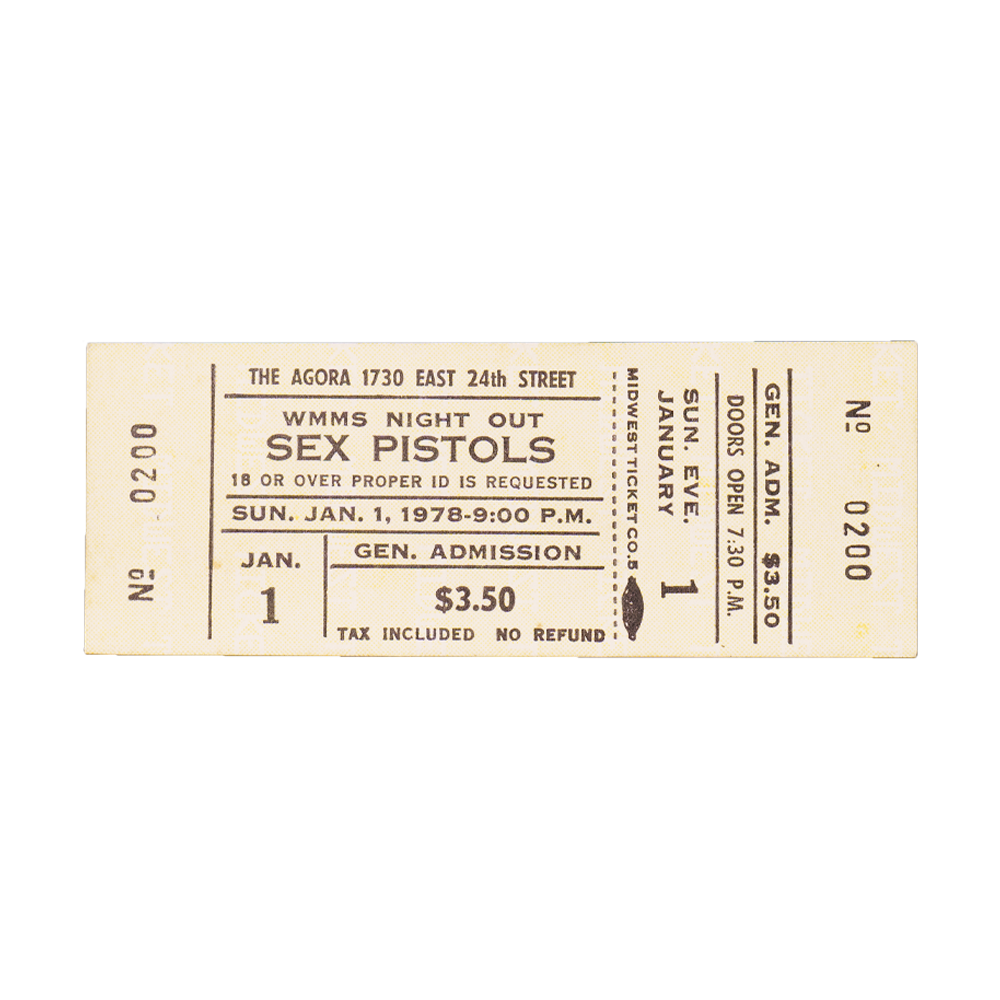 Nº 0200
THE AGORA 1730 EAST 24th STREET
WMMS NIGHT OUT
SEX PISTOLS
18 OR OVER PROPER ID IS REQUESTED
SUN. JAN. 1, 1978-9:00 P.M.
JAN.
1
GEN. ADMISSION
$3.50
TAX INCLUDED NO REFUND
MIDWEST TICKET CO. 5
SUN. EVE.
JANUARY
1
DOORS OPEN 7:30 P.M.
GEN. ADM. $3.50
Nº 0200